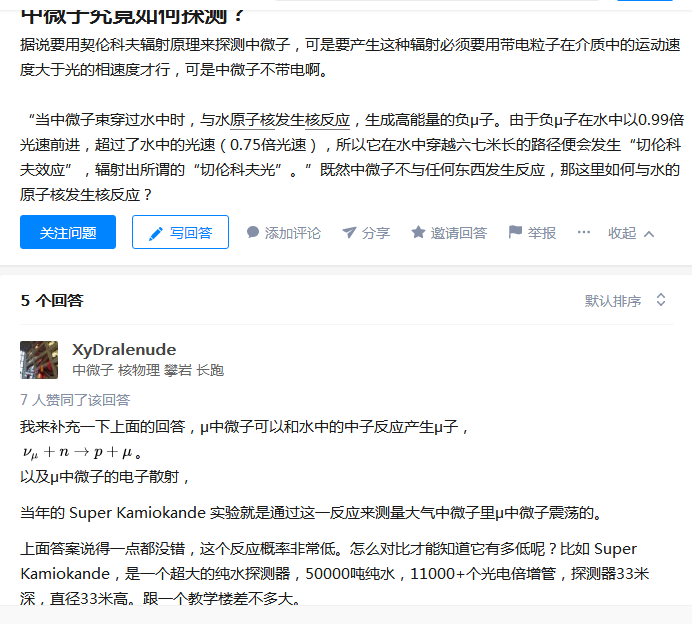 中微子究竟如何探测？
据说要用契伦科夫辐射原理来探测中微子，可是要产生这种辐射必须要用带电粒子在介质中的运动速
度大于光的相速度才行，可是中微子不带电啊。
“当中微子束穿过水中时，与水原子核发生核反应，生成高能量的负μ子。由于负μ子在水中以0.99倍
光速前进，超过了水中的光速（0.75倍光速），所以它在水中穿越六七米长的路径便会发生“切伦科
夫效应”，辐射出所谓的“切伦科夫光”。”既然中微子不与任何东西发生反应，那这里如何与水的
原子核发生核反应？
关注问题 写回答 添加评论 分享 邀请回答 举报 ··· 收起
5 个回答 默认排序
XyDralenude
中微子 核物理 攀岩 长跑
7 人赞同了该回答
我来补充一下上面的回答，μ中微子可以和水中的中子反应产生μ子，
νμ + n → p + μ 。
以及μ中微子的电子散射，
当年的 Super Kamiokande 实验就是通过这一反应来测量大气中微子里μ中微子震荡的。
上面答案说得一点都没错，这个反应概率非常低。怎么对比才能知道它有多低呢？比如 Super
Kamiokande，是一个超大的纯水探测器，50000吨纯水，11000+个光电倍增管，探测器33米
深，直径33米高。跟一个教学楼差不多大。